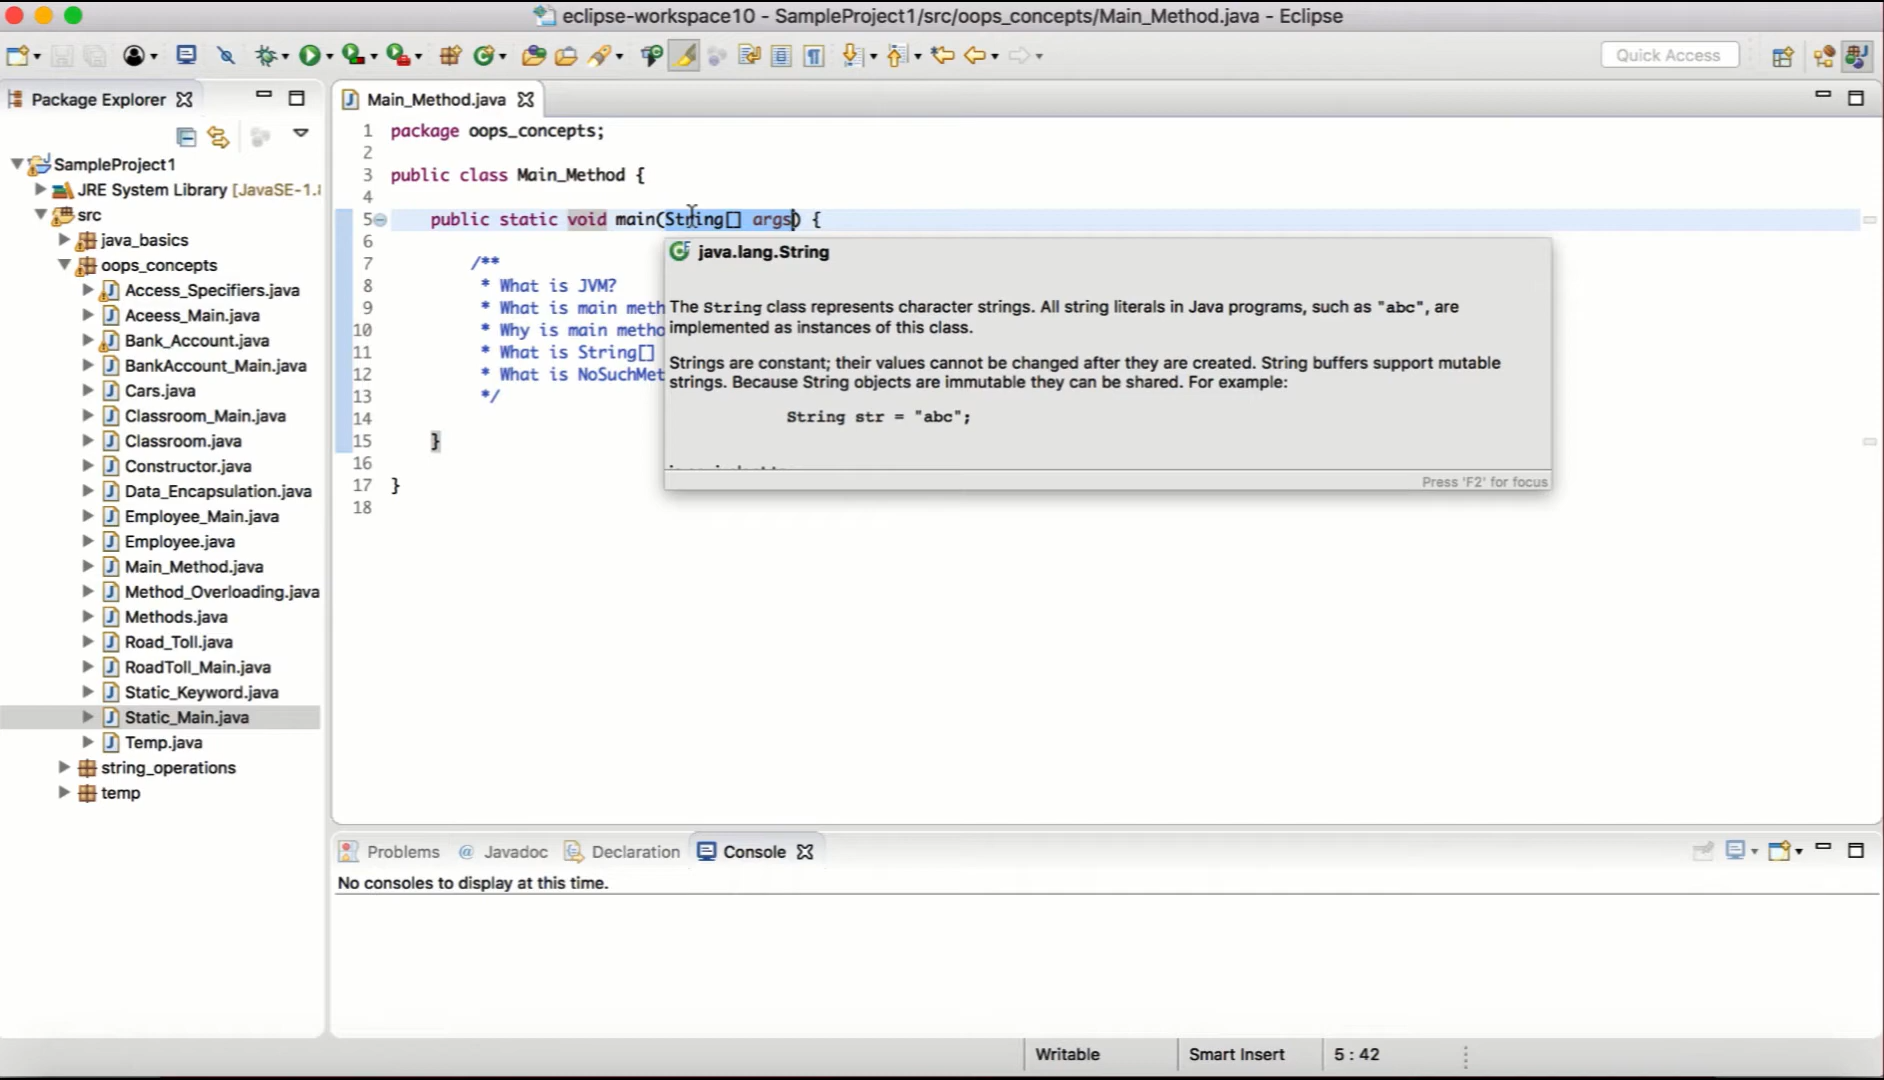 eclipse-workspace10 - SampleProject1/src/oops_concepts/Main_Method.java - Eclipse
Quick Access
Package Explorer
SampleProject1
JRE System Library [JavaSE-1.8
src
java_basics
oops_concepts
Access_Specifiers.java
Aceess_Main.java
Bank_Account.java
BankAccount_Main.java
Cars.java
Classroom_Main.java
Classroom.java
Constructor.java
Data_Encapsulation.java
Employee_Main.java
Employee.java
Main_Method.java
Method_Overloading.java
Methods.java
Road_Toll.java
RoadToll_Main.java
Static_Keyword.java
Static_Main.java
Temp.java
string_operations
temp
Main_Method.java
1 package oops_concepts;
2
3 public class Main_Method {
4
5 public static void main(String[] args) {
6
7 /**
8 * What is JVM?
9 * What is main meth
10 * Why is main metho
11 * What is String[]
12 * What is NoSuchMet
13 */
14
15 }
16
17 }
18
java.lang.String
The String class represents character strings. All string literals in Java programs, such as "abc", are
implemented as instances of this class.
Strings are constant; their values cannot be changed after they are created. String buffers support mutable
strings. Because String objects are immutable they can be shared. For example:
String str = "abc";
Press 'F2' for focus
Problems @ Javadoc Declaration Console
No consoles to display at this time.
Writable Smart Insert 5 : 42